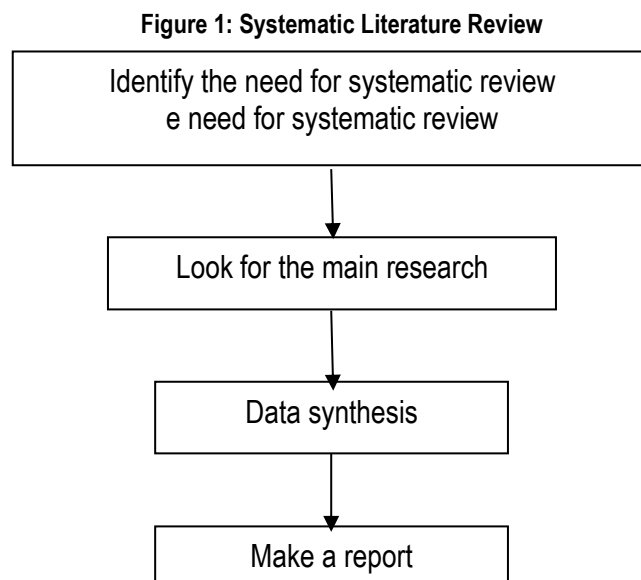 Figure 1: Systematic Literature Review
Identify the need for systematic review
e need for systematic review
Look for the main research
Data synthesis
Make a report